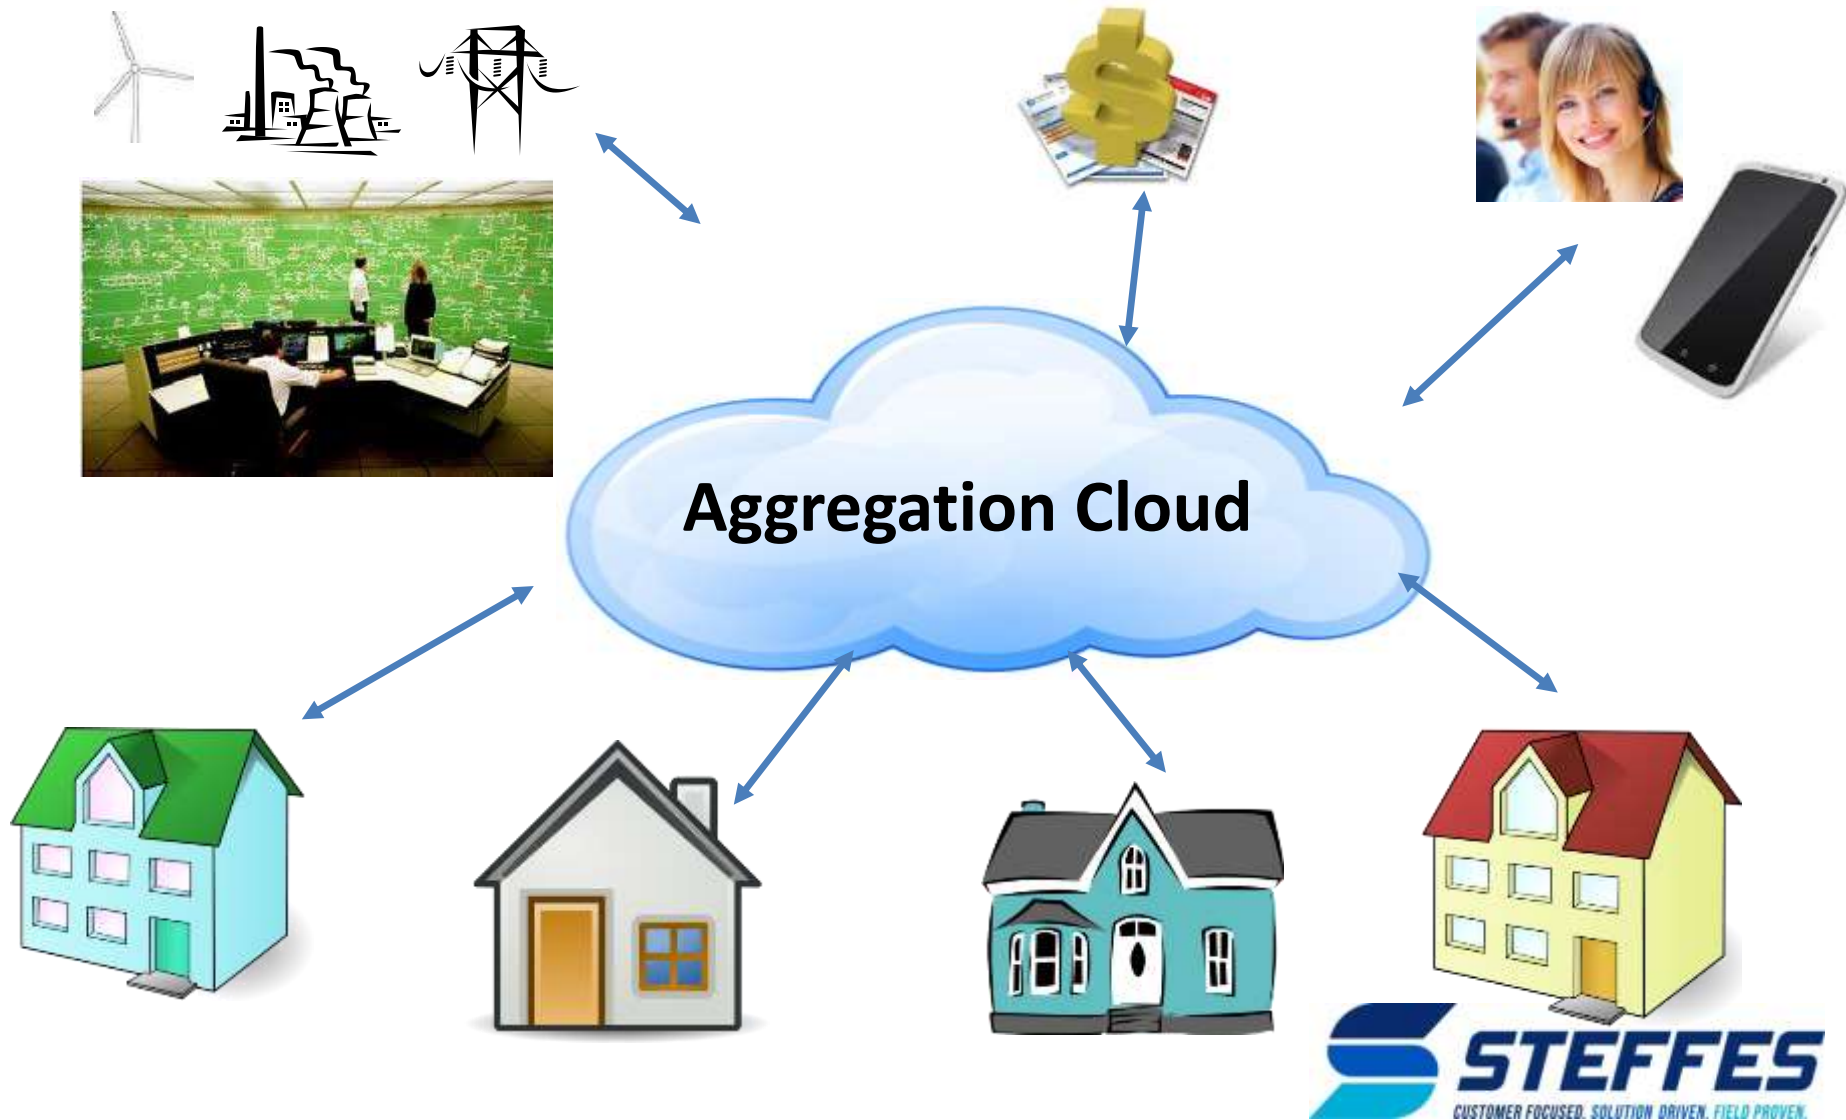 Aggregation Cloud
STEFFES
CUSTOMER FOCUSED. SOLUTION DRIVEN. FIELD PROVEN.